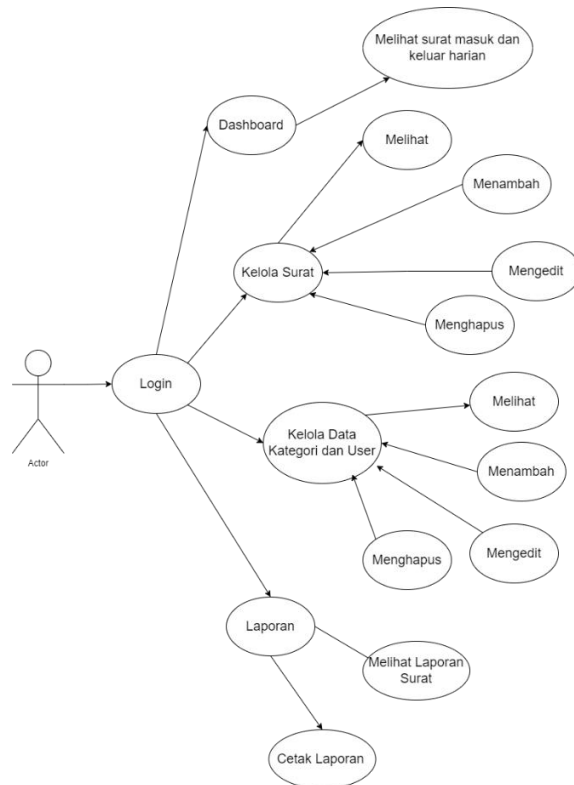 Melihat surat masuk dan
keluar harian
Dashboard
Melihat
Menambah
Kelola Surat
Mengedit
Menghapus
Login
Actor
Kelola Data
Kategori dan User
Melihat
Menambah
Mengedit
Menghapus
Laporan
Melihat Laporan
Surat
Cetak Laporan